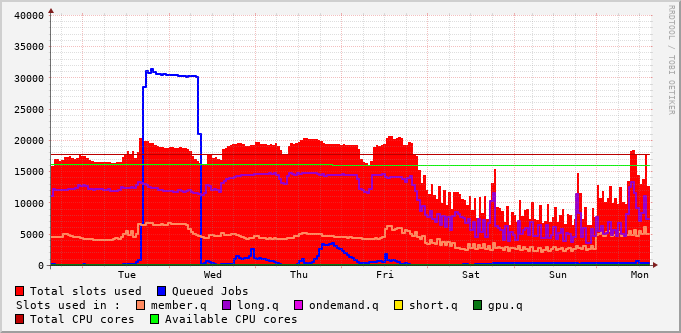 RRDTOOL / TOBI OETIKER
40000
35000
30000
25000
20000
15000
10000
5000
0
Tue Wed Thu Fri Sat Sun Mon
Total slots used Queued Jobs
Slots used in : member.q long.q ondemand.q short.q gpu.q
Total CPU cores
Available CPU cores